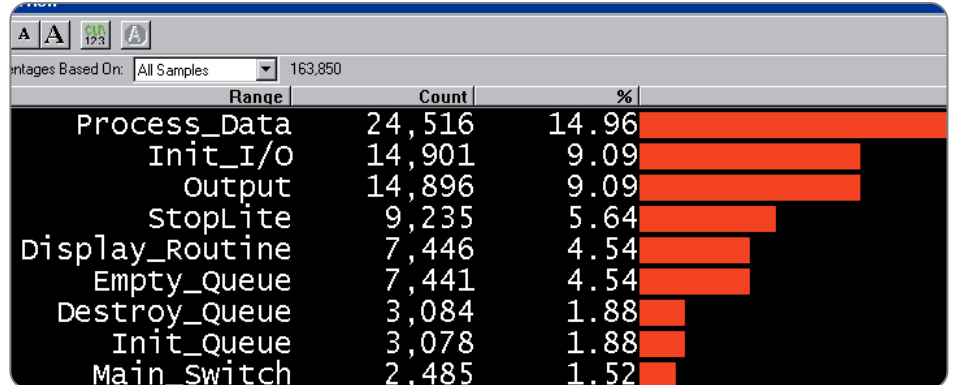 A A CLR 123 A
entages Based On: All Samples 163,850
Range Count %
Process_Data 24,516 14.96
Init_I/O 14,901 9.09
Output 14,896 9.09
StopLite 9,235 5.64
Display_Routine 7,446 4.54
Empty_Queue 7,441 4.54
Destroy_Queue 3,084 1.88
Init_Queue 3,078 1.88
Main_Switch 2,485 1.52